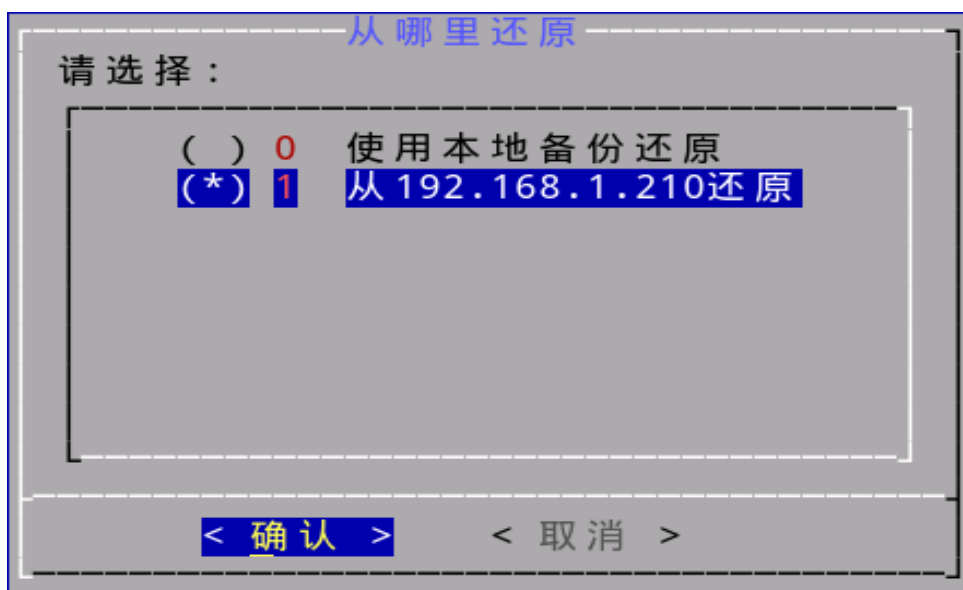 从哪里还原
请选择：
( ) 0 使用本地备份还原
(*) 1 从192.168.1.210还原
< 确认 > < 取消 >